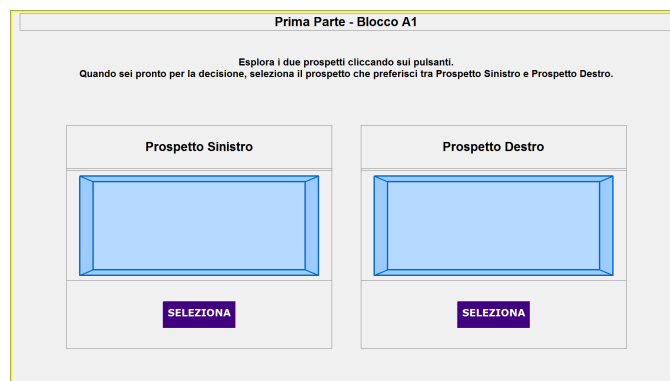 Prima Parte - Blocco A1
Esplora i due prospetti cliccando sui pulsanti.
Quando sei pronto per la decisione, seleziona il prospetto che preferisci tra Prospetto Sinistro e Prospetto Destro.
Prospetto Sinistro
Prospetto Destro
SELEZIONA
SELEZIONA